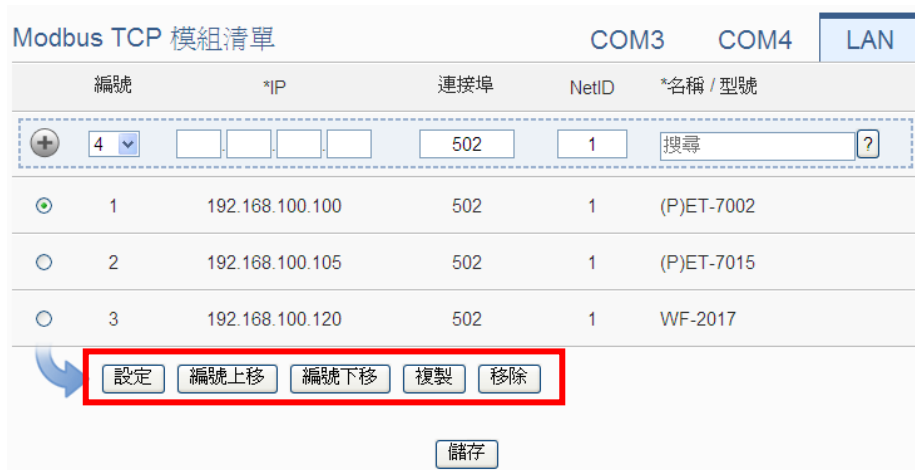 Modbus TCP 模組清單 COM3 COM4 LAN
編號 *IP 連接埠 NetID *名稱 / 型號
4 . . . 502 1 搜尋 ?
1 192.168.100.100 502 1 (P)ET-7002
2 192.168.100.105 502 1 (P)ET-7015
3 192.168.100.120 502 1 WF-2017
設定 編號上移 編號下移 複製 移除
儲存